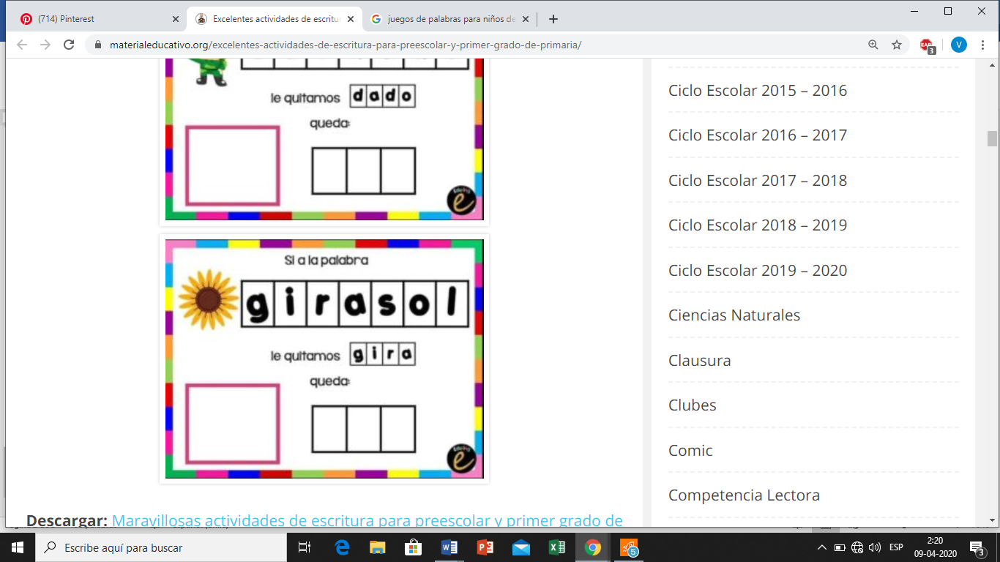 (714) Pinterest
Excelentes actividades de escritu
juegos de palabras para niños de
materialeducativo.org/excelentes-actividades-de-escritura-para-preescolar-y-primer-grado-de-primaria/
V
3
le quitamos dado
queda:
e
Si a la palabra
girasol
le quitamos gira
queda:
e
Descargar: Maravillosas actividades de escritura para preescolar y primer grado de
Ciclo Escolar 2015 – 2016
Ciclo Escolar 2016 – 2017
Ciclo Escolar 2017 – 2018
Ciclo Escolar 2018 – 2019
Ciclo Escolar 2019 – 2020
Ciencias Naturales
Clausura
Clubes
Comic
Competencia Lectora
Escribe aquí para buscar
5
ESP
2:20
09-04-2020
3